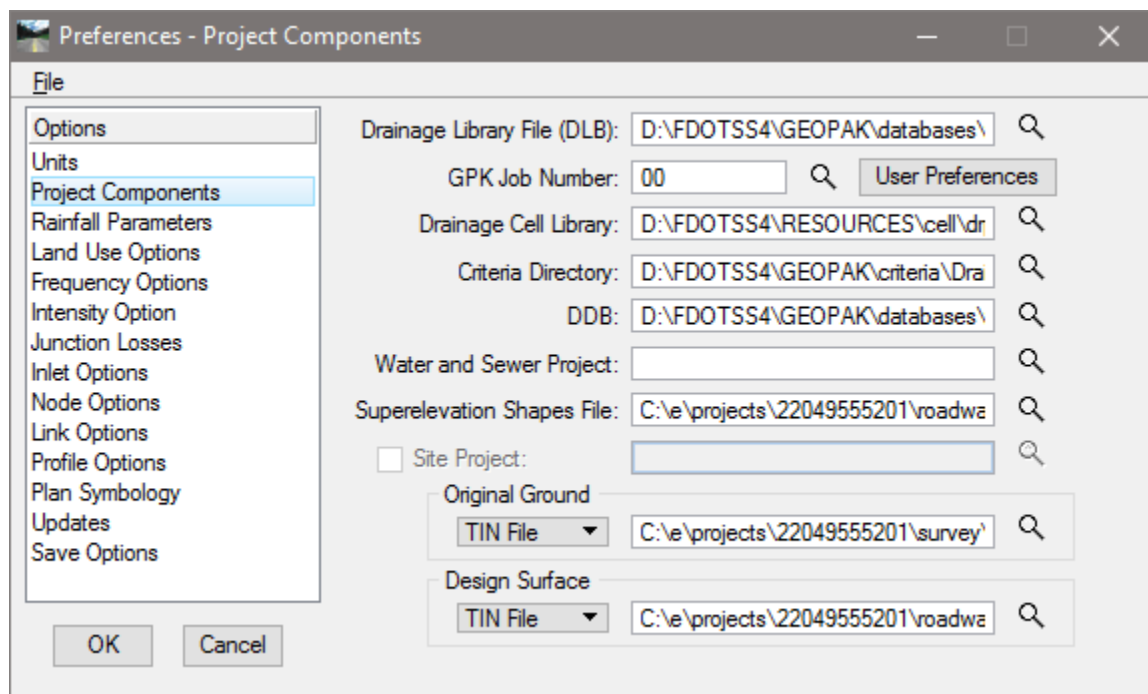 Preferences - Project Components
File
Options
Units
Project Components
Rainfall Parameters
Land Use Options
Frequency Options
Intensity Option
Junction Losses
Inlet Options
Node Options
Link Options
Profile Options
Plan Symbology
Updates
Save Options
OK Cancel
Drainage Library File (DLB): D:\FDOTSS4\GEOPAK\databases\
GPK Job Number: 00 User Preferences
Drainage Cell Library: D:\FDOTSS4\RESOURCES\cell\dr
Criteria Directory: D:\FDOTSS4\GEOPAK\criteria\Drai
DDB: D:\FDOTSS4\GEOPAK\databases\
Water and Sewer Project:
Superelevation Shapes File: C:\e\projects\22049555201\roadwa
Site Project:
Original Ground
TIN File C:\e\projects\22049555201\survey\
Design Surface
TIN File C:\e\projects\22049555201\roadwa